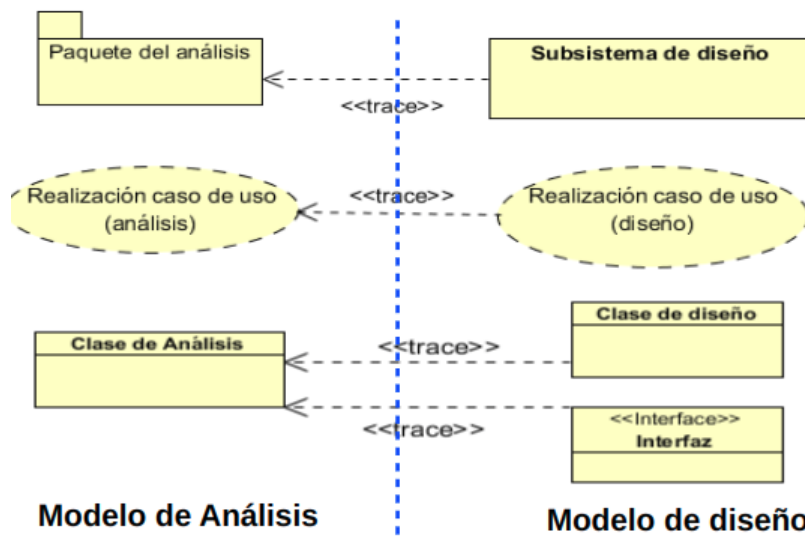 Paquete del análisis
Subsistema de diseño
<<trace>>
Realización caso de uso
(análisis)
<<trace>>
Realización caso de uso
(diseño)
Clase de Análisis
<<trace>>
Clase de diseño
<<trace>>
<<Interface>>
Interfaz
Modelo de Análisis
Modelo de diseño